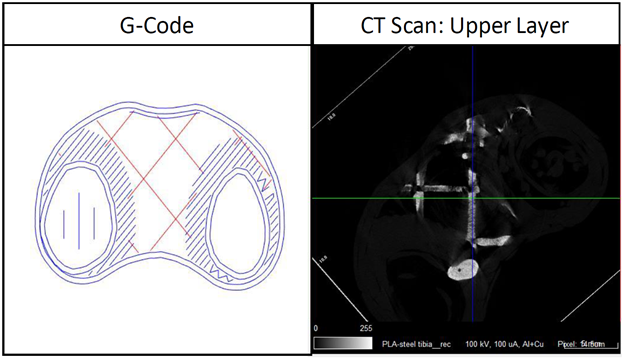 G-Code
CT Scan: Upper Layer
0
255
PLA-steel tibia__rec
100 kV, 100 uA, Al+Cu